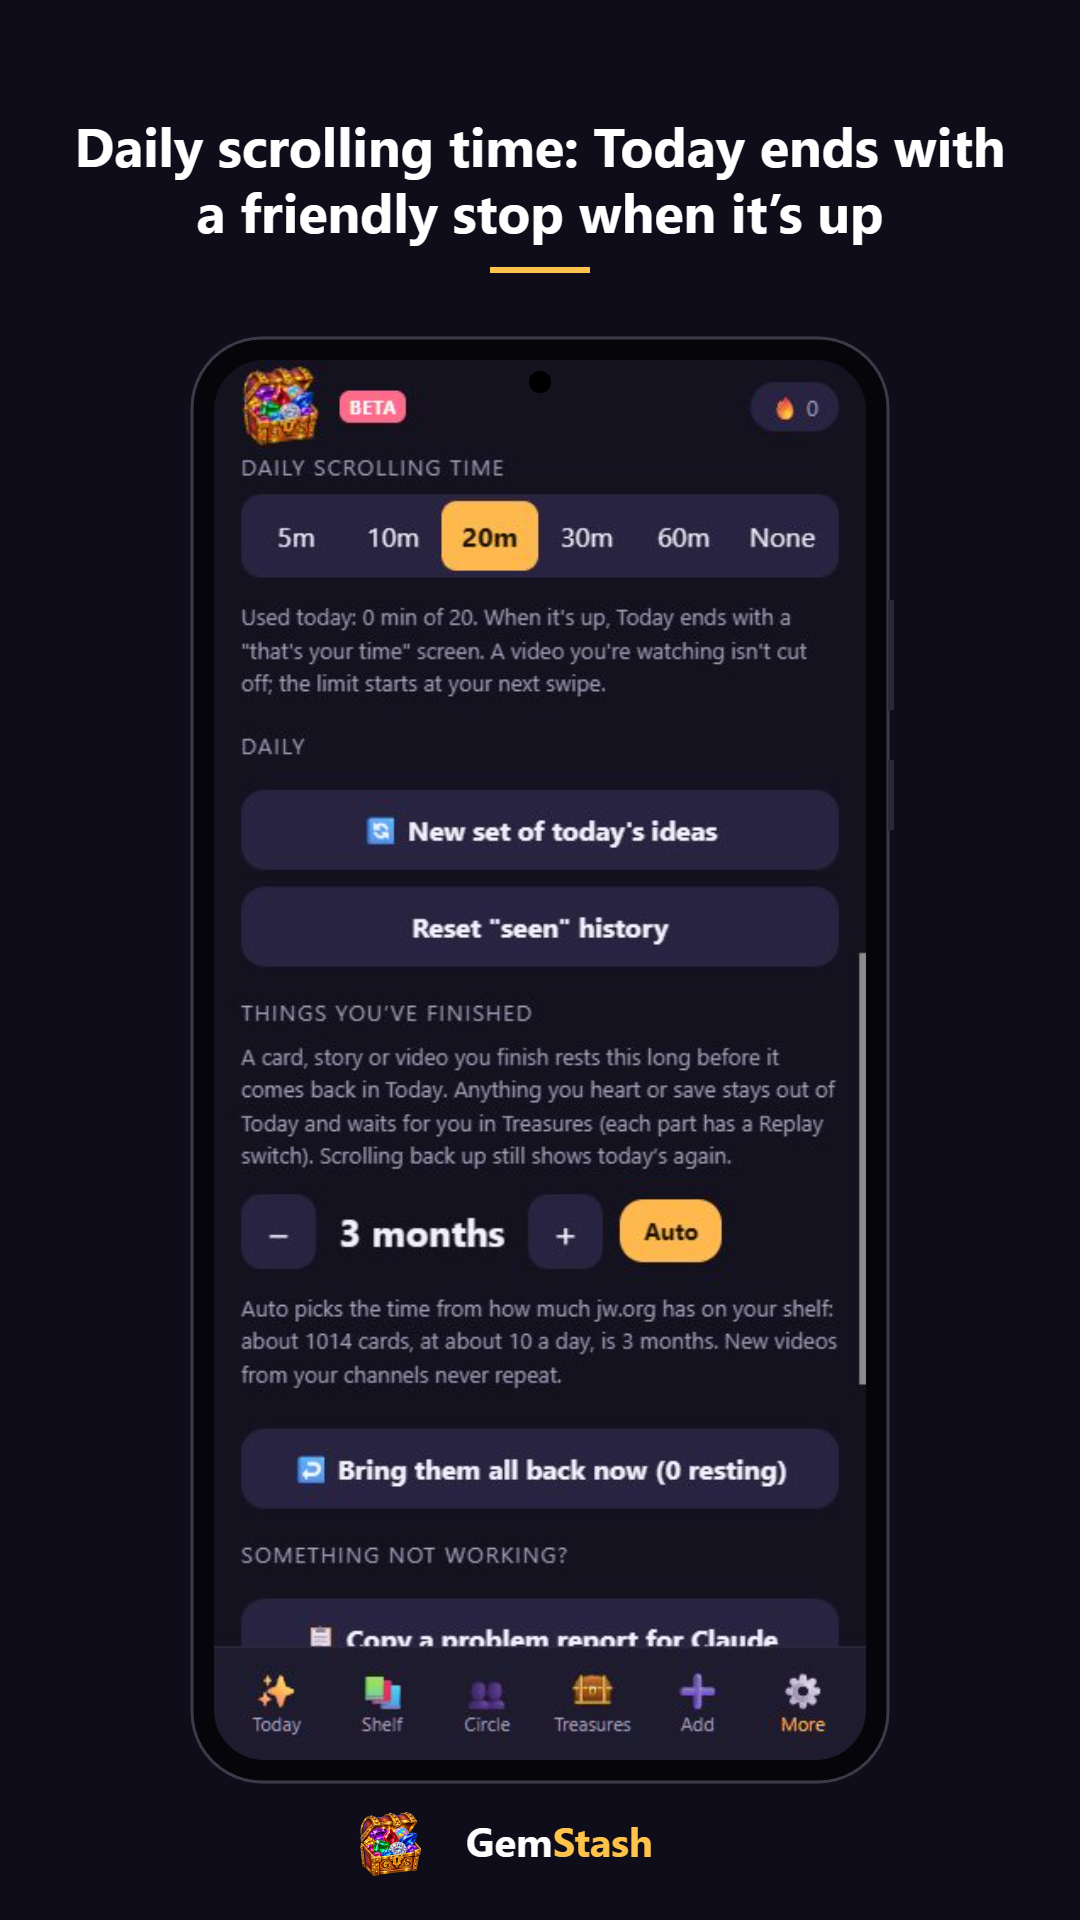 Daily scrolling time: Today ends with
a friendly stop when it’s up
BETA
0
DAILY SCROLLING TIME
5m 10m 20m 30m 60m None
Used today: 0 min of 20. When it's up, Today ends with a
"that's your time" screen. A video you're watching isn't cut
off; the limit starts at your next swipe.
DAILY
New set of today's ideas
Reset "seen" history
THINGS YOU’VE FINISHED
A card, story or video you finish rests this long before it
comes back in Today. Anything you heart or save stays out of
Today and waits for you in Treasures (each part has a Replay
switch). Scrolling back up still shows today’s again.
– 3 months + Auto
Auto picks the time from how much jw.org has on your shelf:
about 1014 cards, at about 10 a day, is 3 months. New videos
from your channels never repeat.
Bring them all back now (0 resting)
SOMETHING NOT WORKING?
Copy a problem report for Claude
Today Shelf Circle Treasures Add More
GemStash